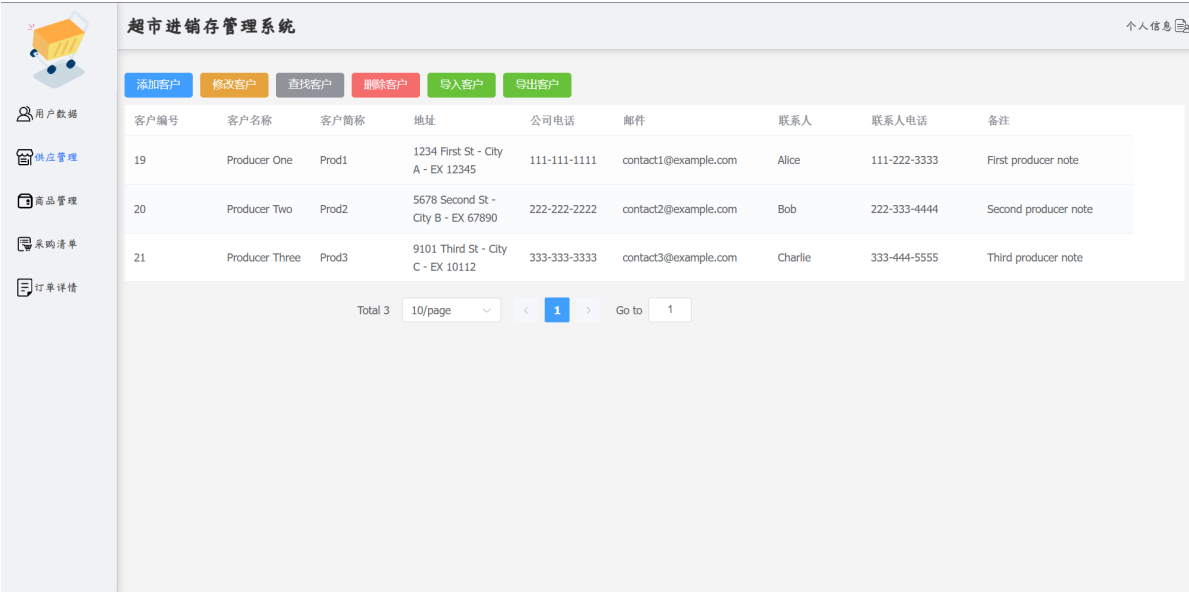 超市进销存管理系统
个人信息
用户数据
供应管理
商品管理
采购清单
订单详情
添加客户 修改客户 查找客户 删除客户 导入客户 导出客户
客户编号 客户名称 客户简称 地址 公司电话 邮件 联系人 联系人电话 备注
19 Producer One Prod1 1234 First St - City A - EX 12345 111-111-1111 contact1@example.com Alice 111-222-3333 First producer note
20 Producer Two Prod2 5678 Second St - City B - EX 67890 222-222-2222 contact2@example.com Bob 222-333-4444 Second producer note
21 Producer Three Prod3 9101 Third St - City C - EX 10112 333-333-3333 contact3@example.com Charlie 333-444-5555 Third producer note
Total 3 10/page 1 Go to 1